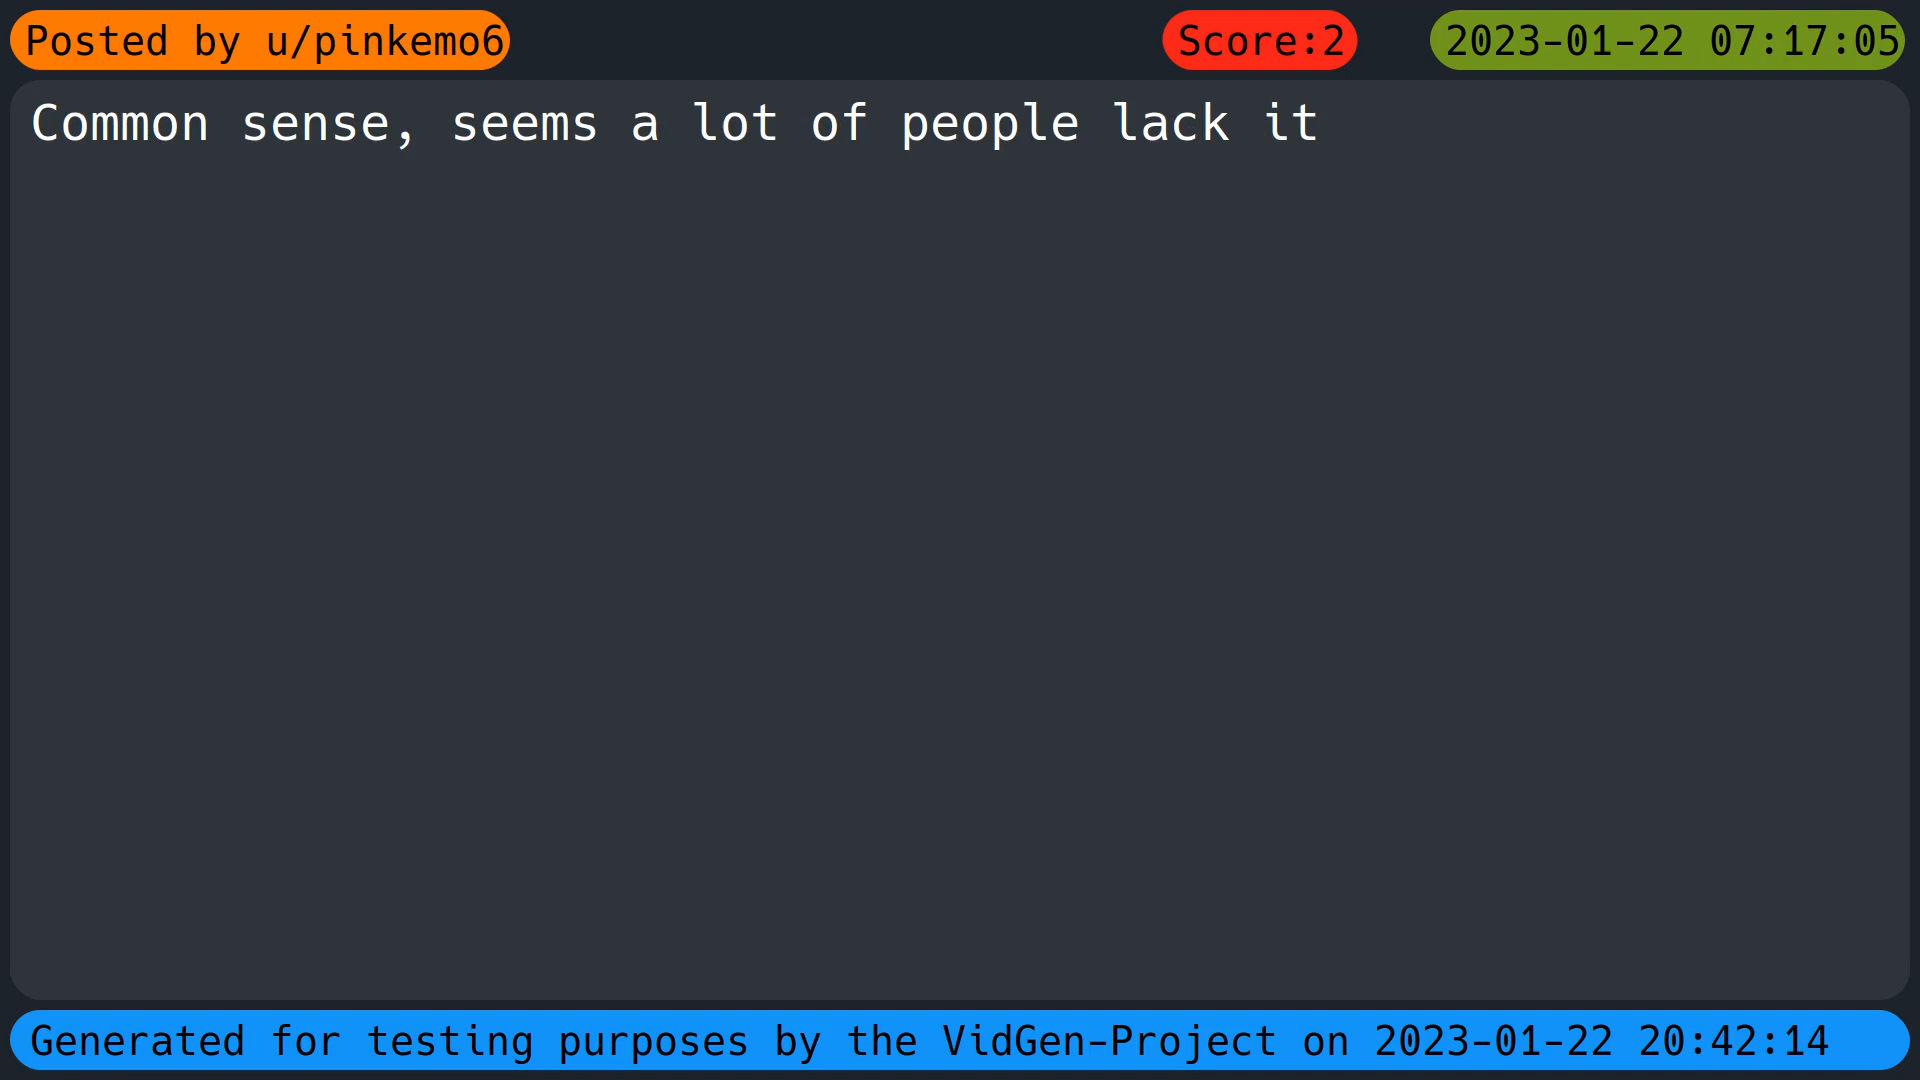 Posted by u/pinkemo6
Score:2
2023-01-22 07:17:05
Common sense, seems a lot of people lack it
Generated for testing purposes by the VidGen-Project on 2023-01-22 20:42:14